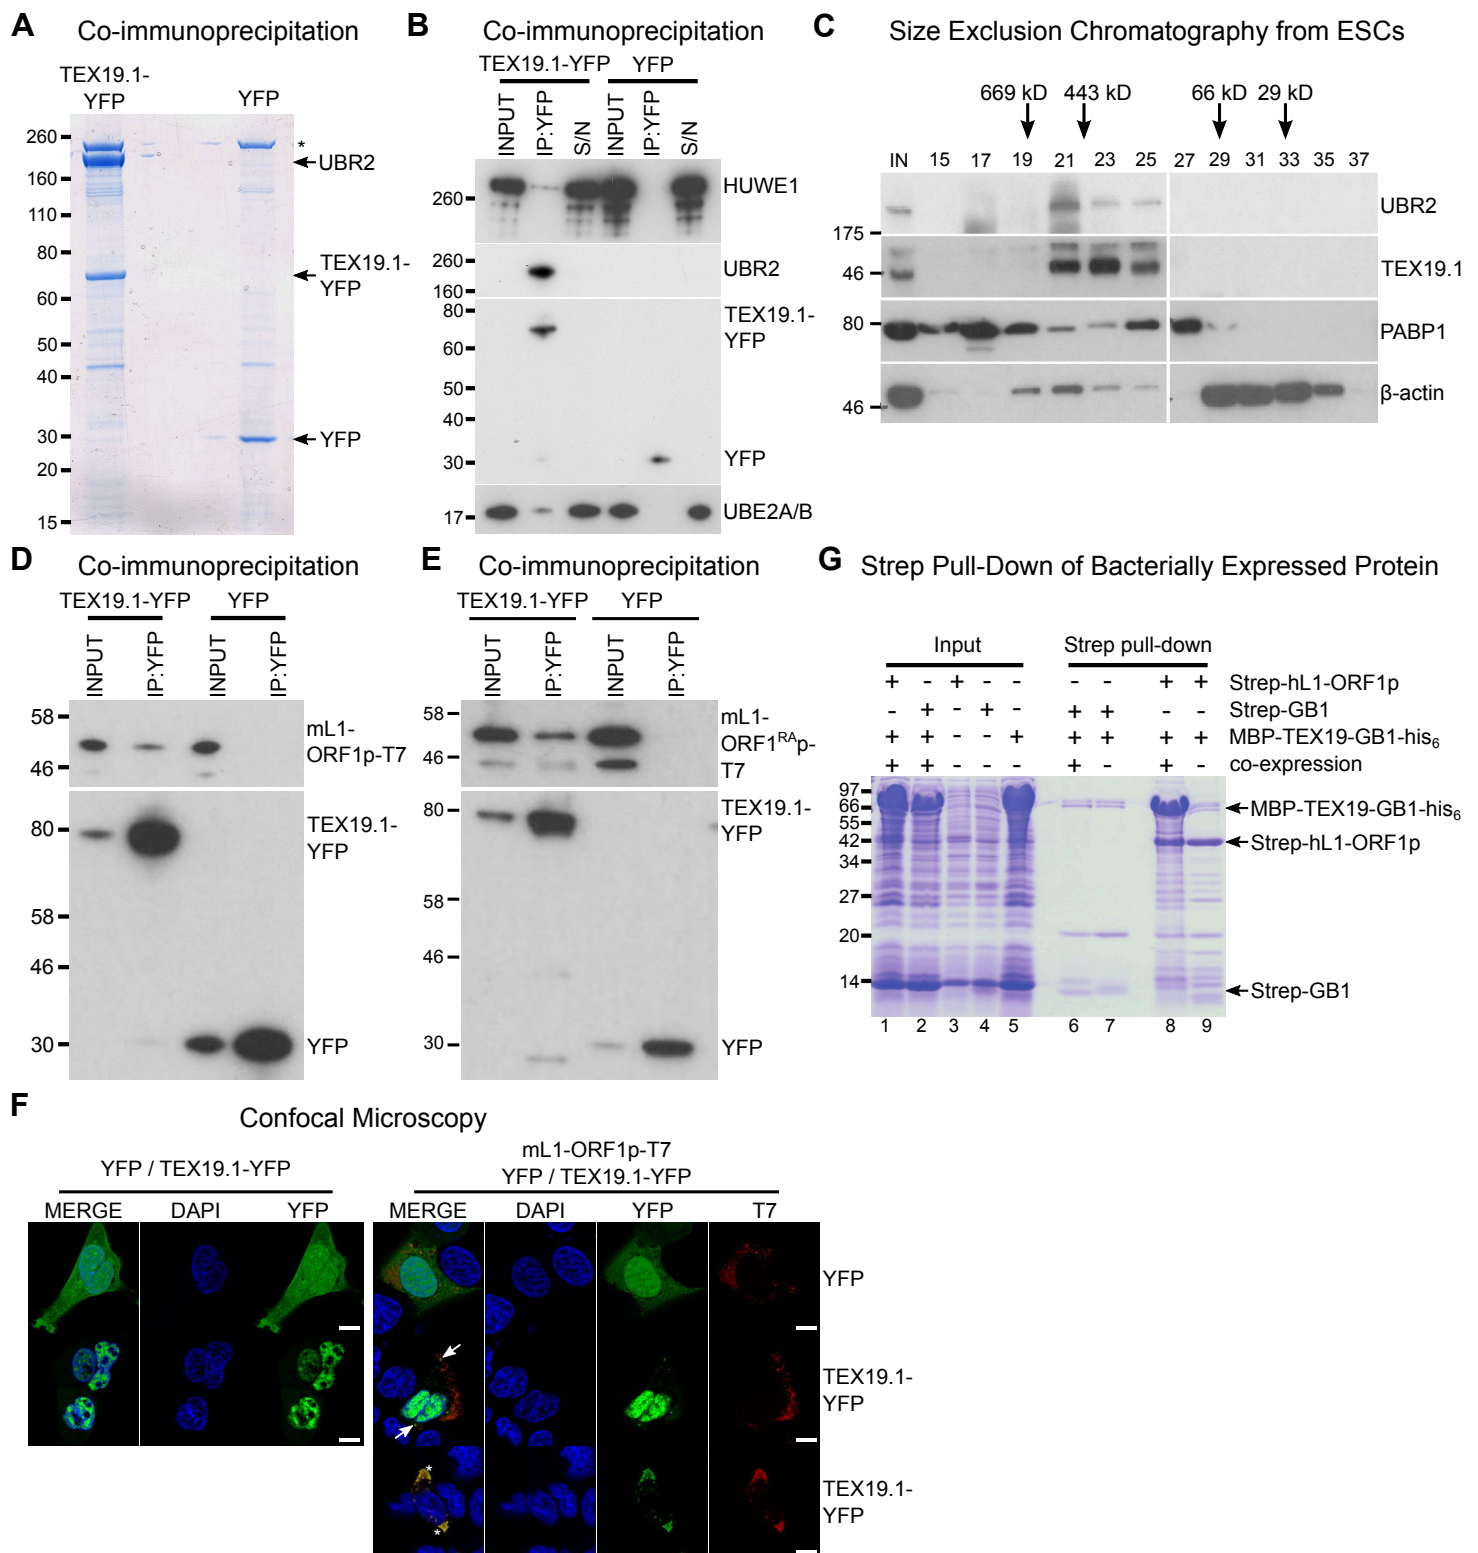 A Co-immunoprecipitation
TEX19.1-
YFP
YFP
260
160
110
80
60
50
40
30
20
15
*
UBR2
TEX19.1-
YFP
YFP
B Co-immunoprecipitation
TEX19.1-YFP YFP
INPUT IP:YFP S/N INPUT IP:YFP S/N
260
HUWE1
260
160
UBR2
80
60
50
40
30
TEX19.1-
YFP
YFP
17
UBE2A/B
C Size Exclusion Chromatography from ESCs
669 kD 443 kD 66 kD 29 kD
IN 15 17 19 21 23 25 27 29 31 33 35 37
175
UBR2
46
TEX19.1
80
PABP1
46
β-actin
D Co-immunoprecipitation
TEX19.1-YFP YFP
INPUT IP:YFP INPUT IP:YFP
58
46
mL1-
ORF1p-T7
80
58
46
30
TEX19.1-
YFP
YFP
E Co-immunoprecipitation
TEX19.1-YFP YFP
INPUT IP:YFP INPUT IP:YFP
58
46
mL1-
ORF1RAp-
T7
80
58
46
30
TEX19.1-
YFP
YFP
G Strep Pull-Down of Bacterially Expressed Protein
Input Strep pull-down
+ - + - - - - + + Strep-hL1-ORF1p
- + - + - + + - - Strep-GB1
+ + - - + + + + + MBP-TEX19-GB1-his6
+ + - - - + - + - co-expression
97
66
55
42
34
27
20
14
MBP-TEX19-GB1-his6
Strep-hL1-ORF1p
Strep-GB1
1 2 3 4 5 6 7 8 9
F Confocal Microscopy
YFP / TEX19.1-YFP
MERGE DAPI YFP
mL1-ORF1p-T7
YFP / TEX19.1-YFP
MERGE DAPI YFP T7
YFP
TEX19.1-
YFP
*
*
TEX19.1-
YFP